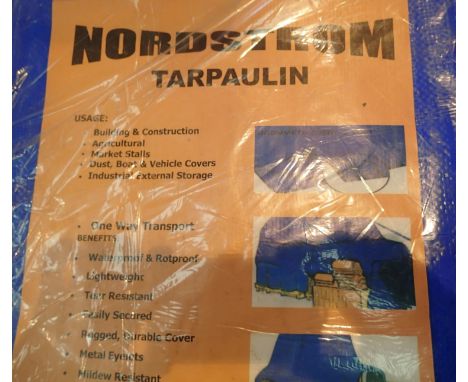 NORDSTROM
TARPAULIN
USAGE:
Building & Construction
• Agricultural
• Market Stalls
• Dust, Boat & Vehicle Covers
• Industrial External Storage
• One Way Transport
BENEFITS
• Waterproof & Rotproof
• Lightweight
• Tear Resistant
• Easily Secured
• Rugged, Durable Cover
• Metal Eyelets
• Mildew Resistant